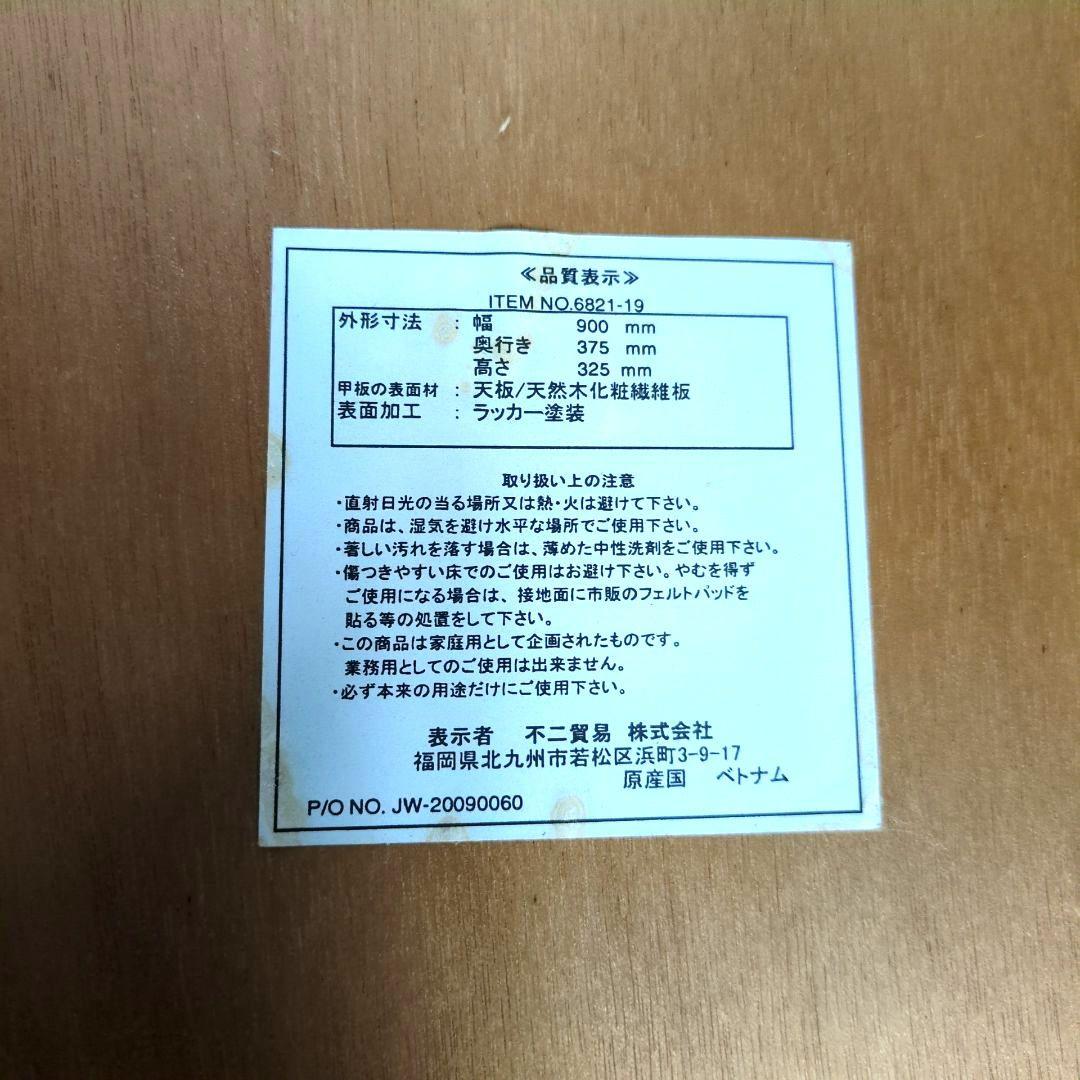 ≪品質表示≫
ITEM NO.6821-19
外形寸法 : 幅 900 mm
奥行き 375 mm
高さ 325 mm
甲板の表面材 : 天板/天然木化粧繊維板
表面加工 : ラッカー塗装
取り扱い上の注意
・直射日光の当る場所又は熱・火は避けて下さい。
・商品は、湿気を避け水平な場所でご使用下さい。
・著しい汚れを落す場合は、薄めた中性洗剤をご使用下さい。
・傷つきやすい床でのご使用はお避け下さい。やむを得ず
ご使用になる場合は、接地面に市販のフェルトパッドを
貼る等の処置をして下さい。
・この商品は家庭用として企画されたものです。
業務用としてのご使用は出来ません。
・必ず本来の用途だけにご使用下さい。
表示者 不二貿易 株式会社
福岡県北九州市若松区浜町3-9-17
原産国 ベトナム
P/O NO. JW-20090060